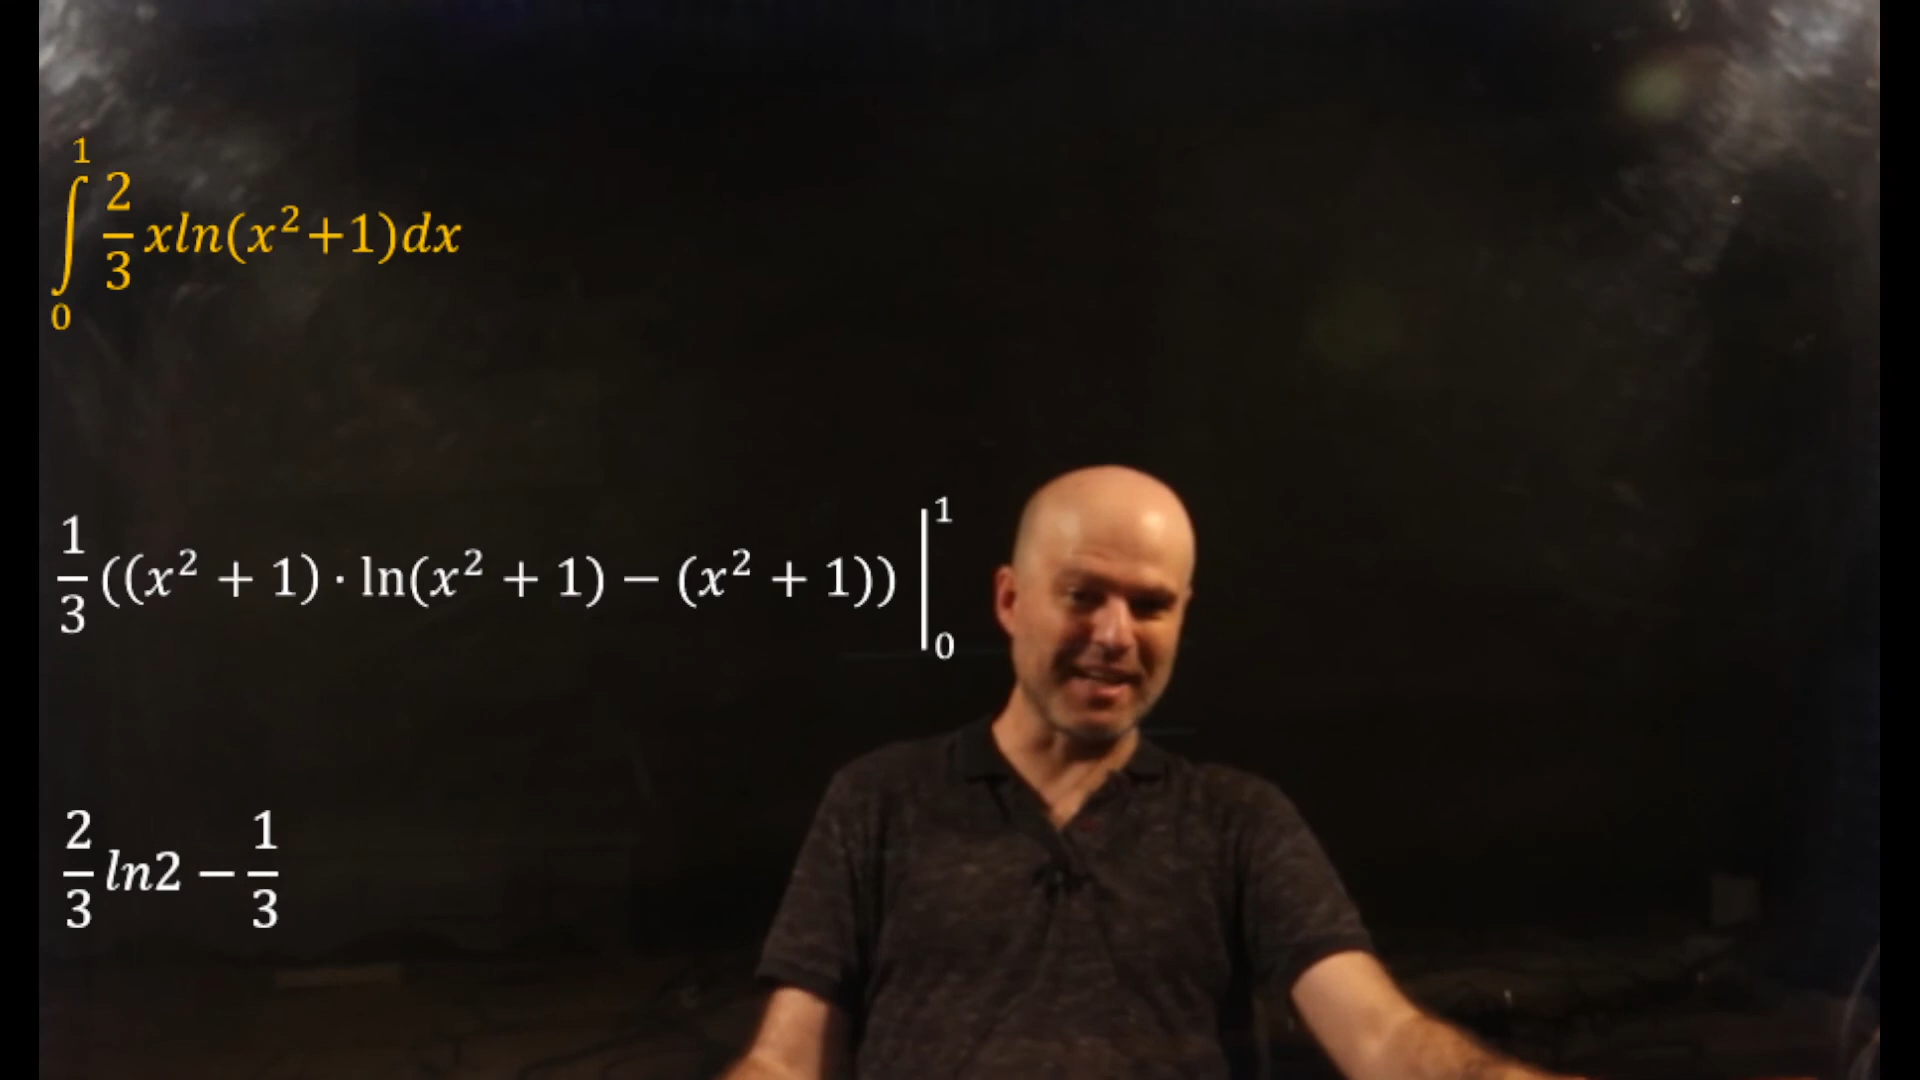 ∫₀¹ 2/3 xln(x²+1)dx
1/3 ((x² + 1) · ln(x² + 1) − (x² + 1)) |₀¹
2/3 ln2 − 1/3